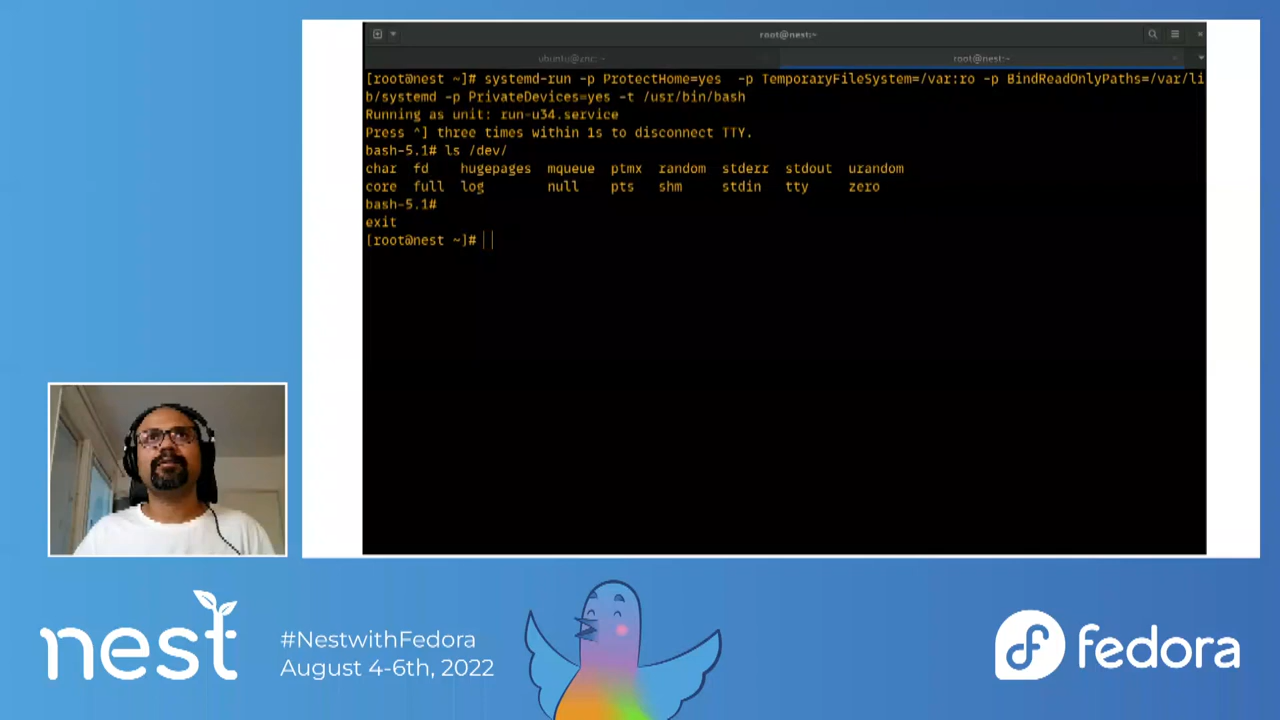 root@nest:~
ubuntu@cnc: ~
root@nest:~
[root@nest ~]# systemd-run -p ProtectHome=yes  -p TemporaryFileSystem=/var:ro -p BindReadOnlyPaths=/var/li
b/systemd -p PrivateDevices=yes -t /usr/bin/bash
Running as unit: run-u34.service
Press ^] three times within 1s to disconnect TTY.
bash-5.1# ls /dev/
char  fd    hugepages  mqueue  ptmx  random  stderr  stdout  urandom
core  full  log        null    pts   shm     stdin   tty     zero
bash-5.1#
exit
[root@nest ~]#
nest
#NestwithFedora
August 4-6th, 2022
fedora